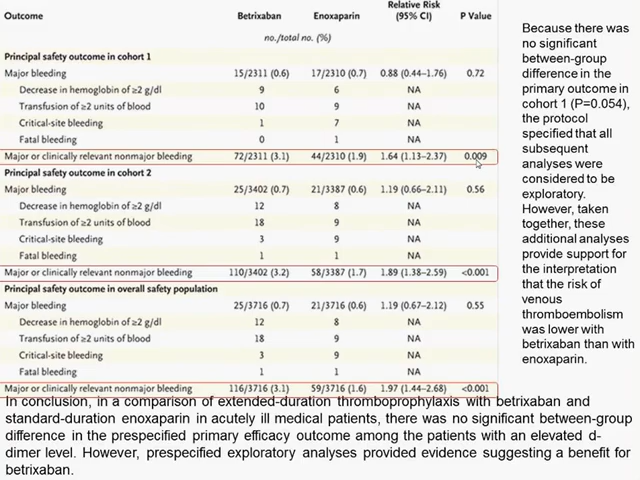 Outcome Betrixaban Enoxaparin Relative Risk (95% CI) P Value
no./total no. (%)
Principal safety outcome in cohort 1
Major bleeding 15/2311 (0.6) 17/2310 (0.7) 0.88 (0.44–1.76) 0.72
Decrease in hemoglobin of ≥2 g/dl 9 6 NA
Transfusion of ≥2 units of blood 10 9 NA
Critical-site bleeding 1 7 NA
Fatal bleeding 0 1 NA
Major or clinically relevant nonmajor bleeding 72/2311 (3.1) 44/2310 (1.9) 1.64 (1.13–2.37) 0.009
Principal safety outcome in cohort 2
Major bleeding 25/3402 (0.7) 21/3387 (0.6) 1.19 (0.66–2.11) 0.56
Decrease in hemoglobin of ≥2 g/dl 12 8 NA
Transfusion of ≥2 units of blood 18 9 NA
Critical-site bleeding 3 9 NA
Fatal bleeding 1 1 NA
Major or clinically relevant nonmajor bleeding 110/3402 (3.2) 58/3387 (1.7) 1.89 (1.38–2.59) <0.001
Principal safety outcome in overall safety population
Major bleeding 25/3716 (0.7) 21/3716 (0.6) 1.19 (0.67–2.12) 0.55
Decrease in hemoglobin of ≥2 g/dl 12 8 NA
Transfusion of ≥2 units of blood 18 9 NA
Critical-site bleeding 3 9 NA
Fatal bleeding 1 1 NA
Major or clinically relevant nonmajor bleeding 116/3716 (3.1) 59/3716 (1.6) 1.97 (1.44–2.68) <0.001
Because there was
no significant
between-group
difference in the
primary outcome in
cohort 1 (P=0.054),
the protocol
specified that all
subsequent
analyses were
considered to be
exploratory.
However, taken
together, these
additional analyses
provide support for
the interpretation
that the risk of
venous
thromboembolism
was lower with
betrixaban than with
enoxaparin.
In conclusion, in a comparison of extended-duration thromboprophylaxis with betrixaban and
standard-duration enoxaparin in acutely ill medical patients, there was no significant between-group
difference in the prespecified primary efficacy outcome among the patients with an elevated d-
dimer level. However, prespecified exploratory analyses provided evidence suggesting a benefit for
betrixaban.